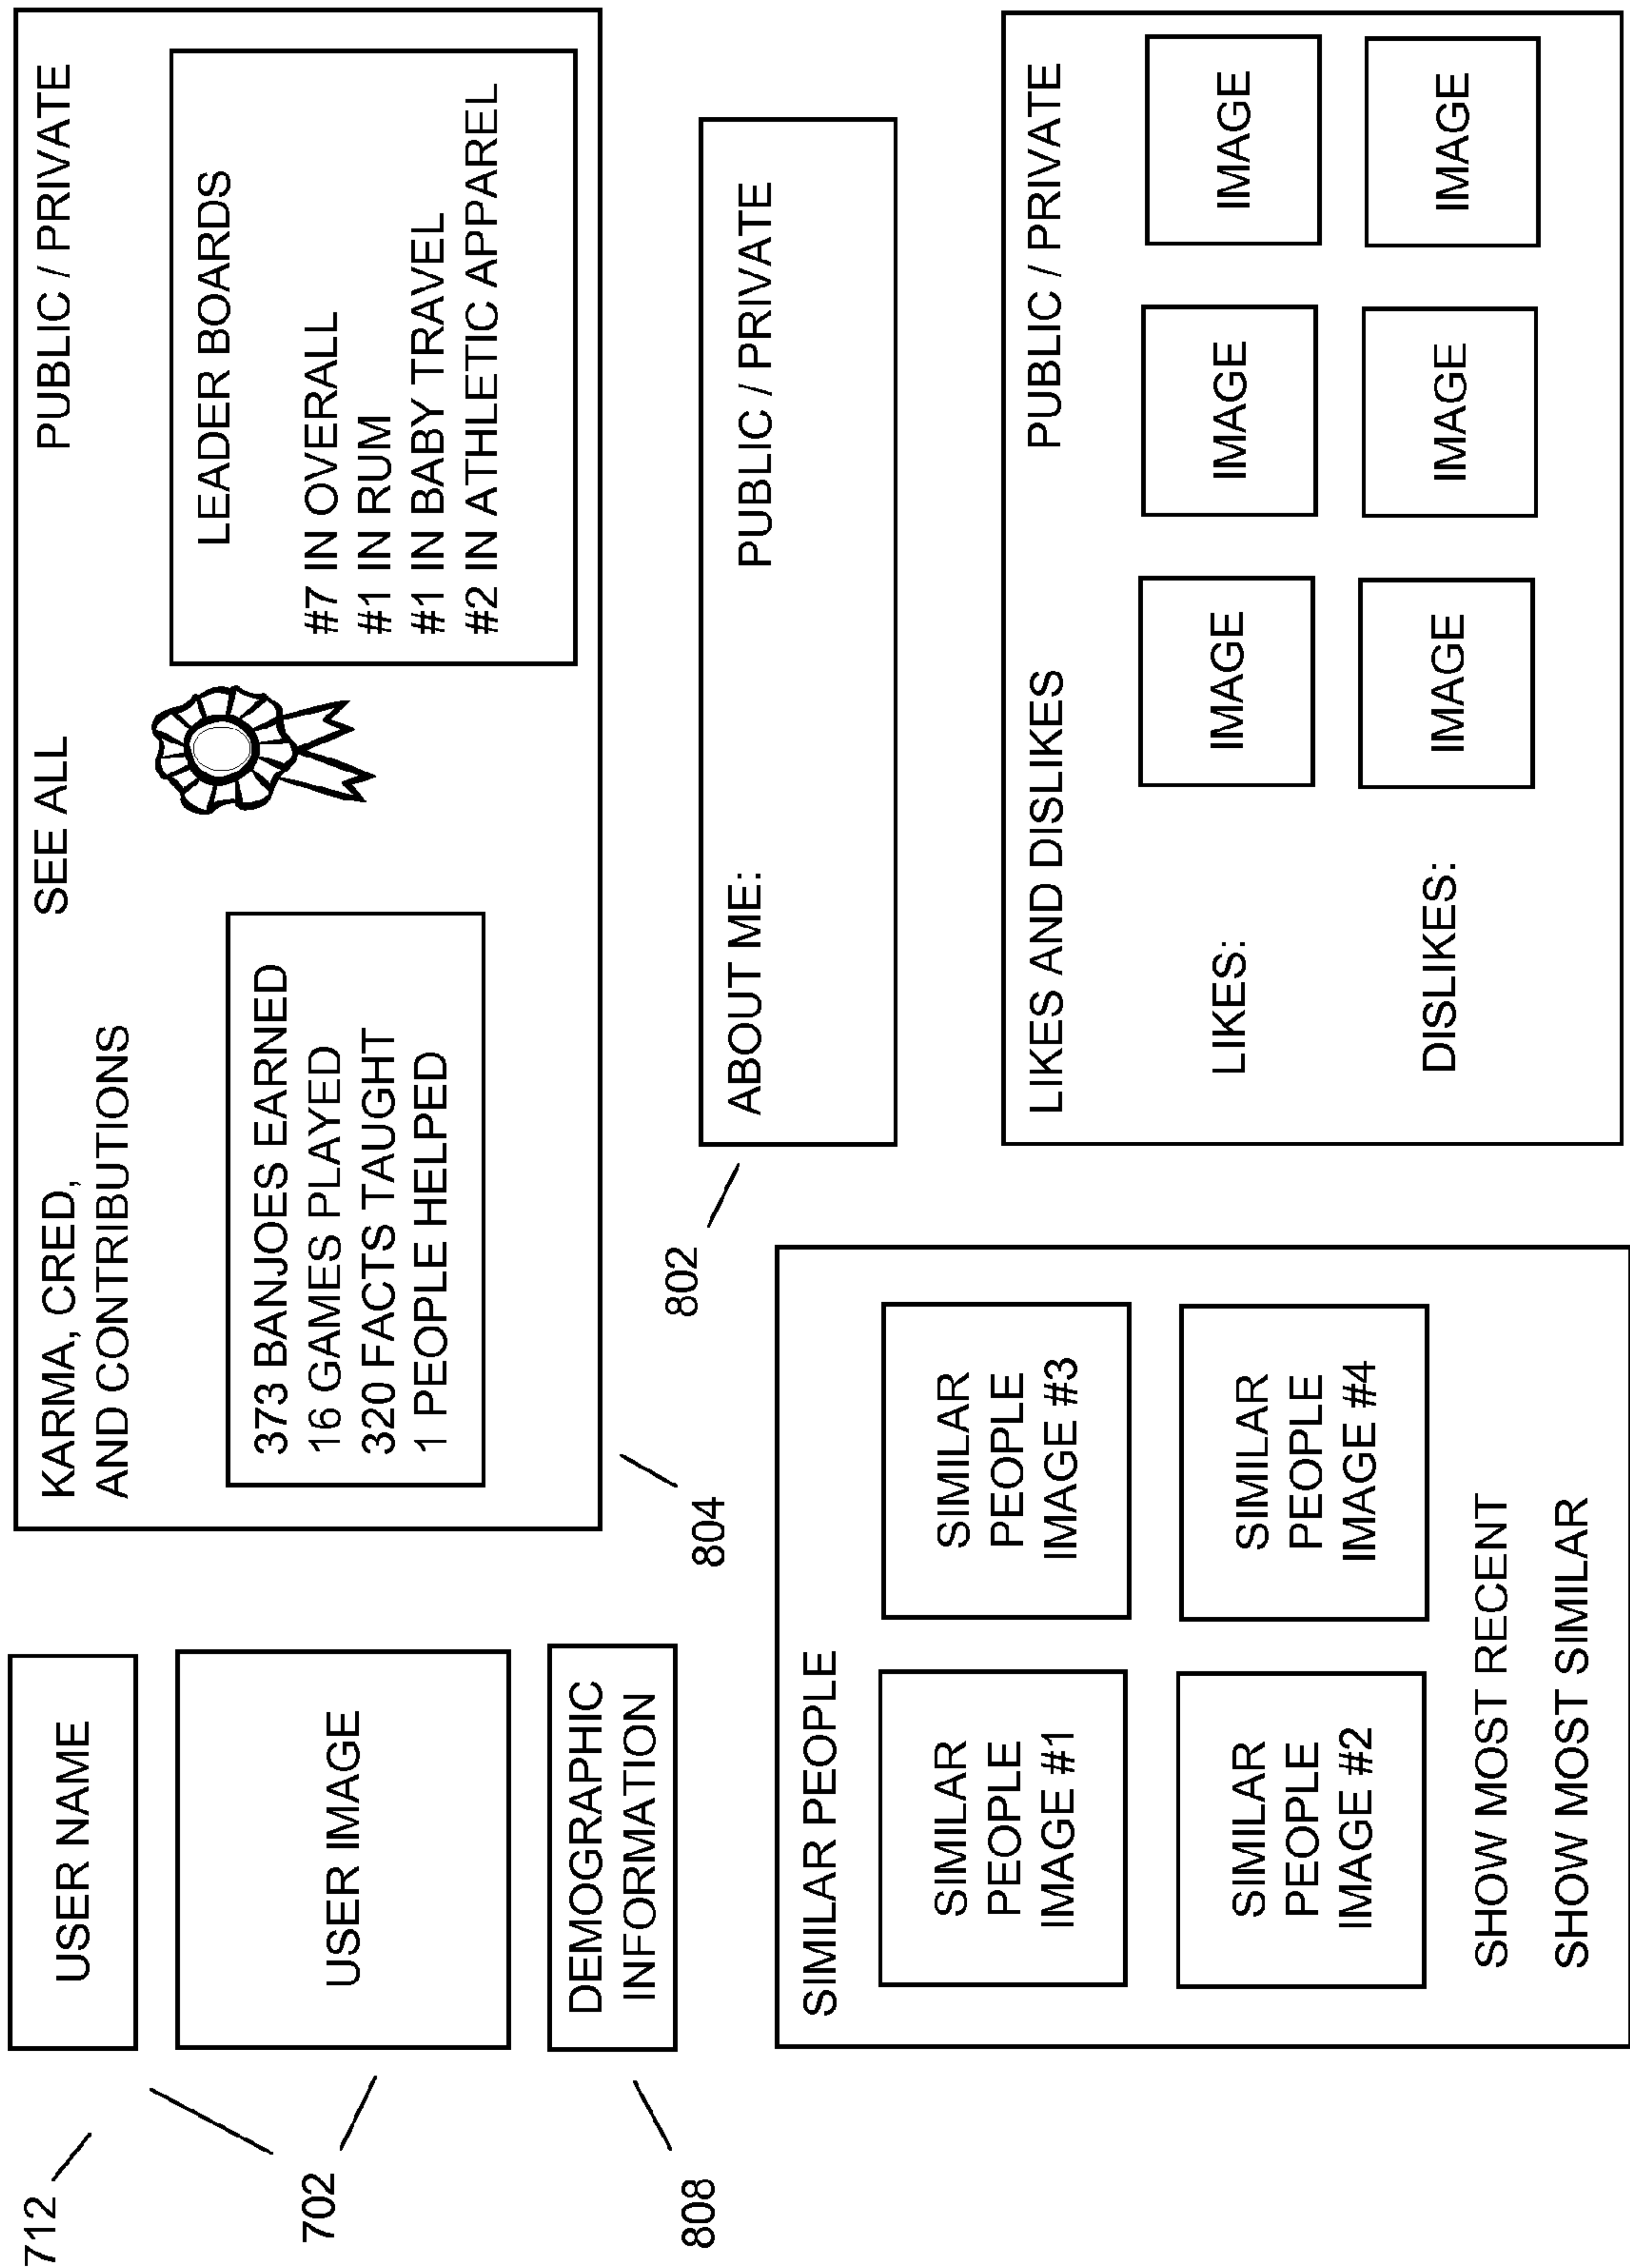 712
702
808
USER NAME
USER IMAGE
DEMOGRAPHIC
INFORMATION
KARMA, CRED,
AND CONTRIBUTIONS
SEE ALL
PUBLIC / PRIVATE
373 BANJOES EARNED
16 GAMES PLAYED
320 FACTS TAUGHT
1 PEOPLE HELPED
LEADER BOARDS
#7 IN OVERALL
#1 IN RUM
#1 IN BABY TRAVEL
#2 IN ATHLETIC APPAREL
804
802
ABOUT ME:
PUBLIC / PRIVATE
SIMILAR PEOPLE
SIMILAR
PEOPLE
IMAGE #1
SIMILAR
PEOPLE
IMAGE #3
SIMILAR
PEOPLE
IMAGE #2
SIMILAR
PEOPLE
IMAGE #4
SHOW MOST RECENT
SHOW MOST SIMILAR
LIKES AND DISLIKES
PUBLIC / PRIVATE
LIKES:
IMAGE
IMAGE
IMAGE
DISLIKES:
IMAGE
IMAGE
IMAGE